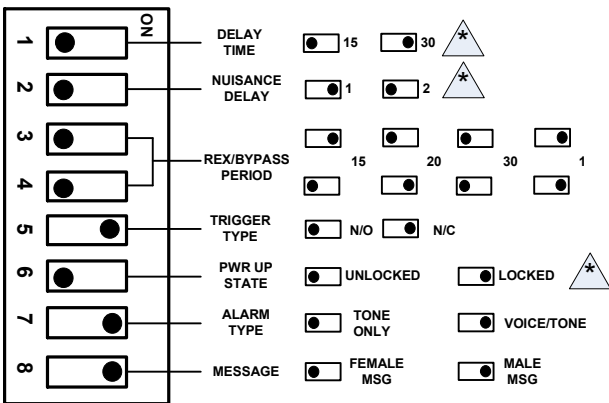 ON
1 DELAY TIME 15 30 *
2 NUISANCE DELAY 1 2 *
3
4 REX/BYPASS PERIOD 15 20 30 1
5 TRIGGER TYPE N/O N/C
6 PWR UP STATE UNLOCKED LOCKED *
7 ALARM TYPE TONE ONLY VOICE/TONE
8 MESSAGE FEMALE MSG MALE MSG